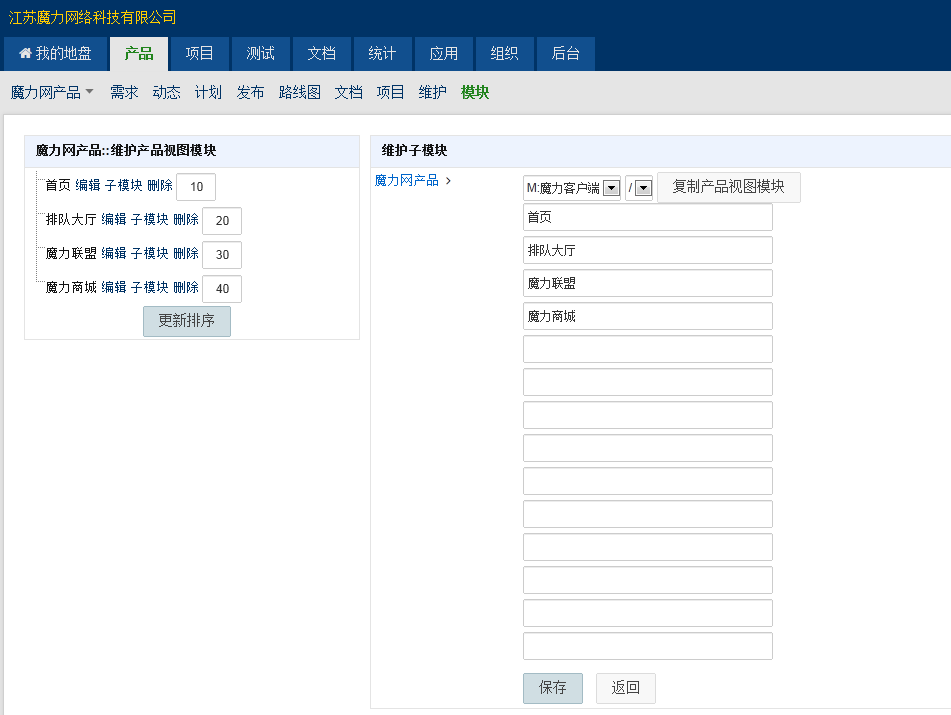 江苏魔力网络科技有限公司
我的地盘 产品 项目 测试 文档 统计 应用 组织 后台
魔力网产品 需求 动态 计划 发布 路线图 文档 项目 维护 模块
魔力网产品::维护产品视图模块
首页 编辑 子模块 删除 10
排队大厅 编辑 子模块 删除 20
魔力联盟 编辑 子模块 删除 30
魔力商城 编辑 子模块 删除 40
更新排序
维护子模块
魔力网产品 ›
M:魔力客户端 / 复制产品视图模块
首页
排队大厅
魔力联盟
魔力商城
保存 返回